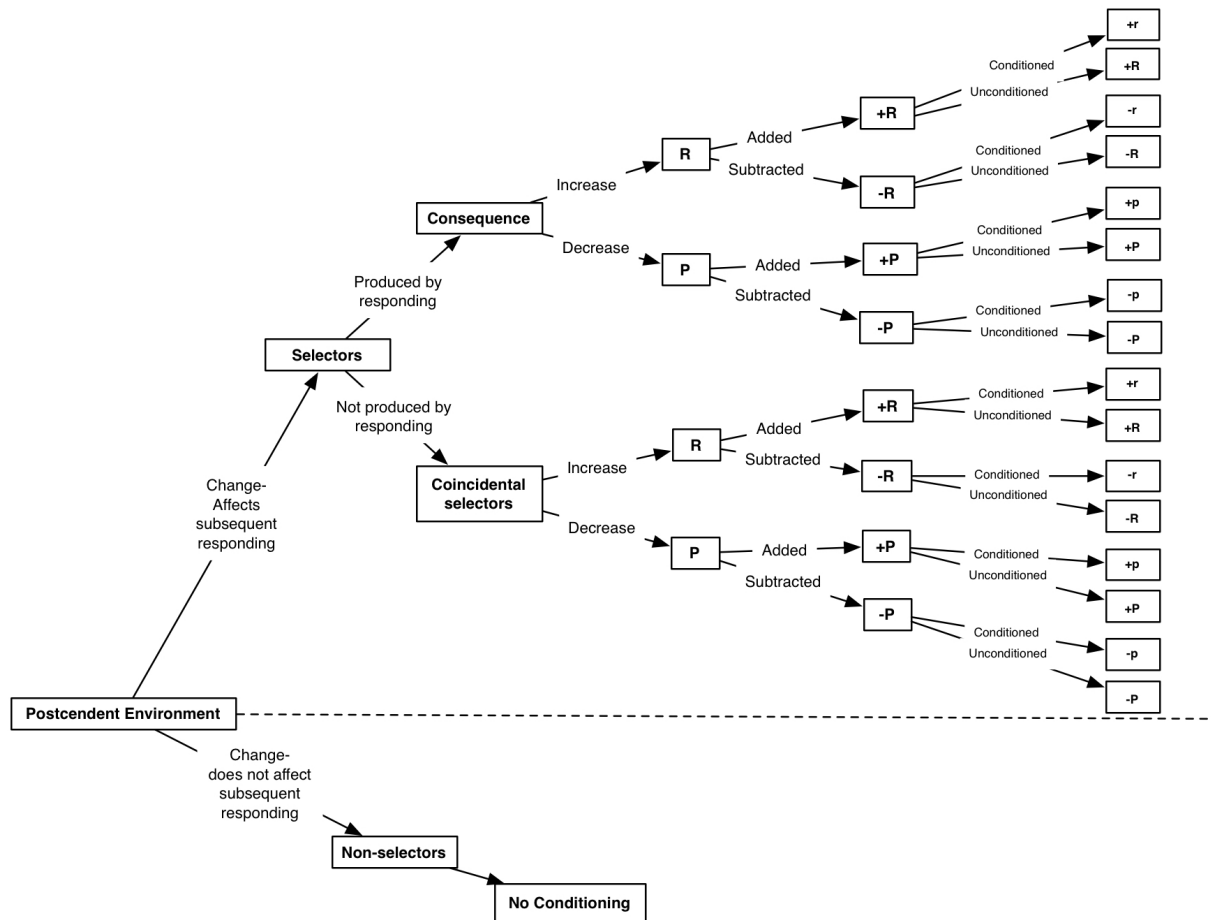 +r
Conditioned
+R
Unconditioned
+R
-r
Added
Conditioned
R
-R
Subtracted
Unconditioned
Increase
-R
+p
Consequence
Conditioned
+P
Decrease
Unconditioned
+P
P
Added
Produced by
responding
Subtracted
-p
Conditioned
-P
Unconditioned
-P
Selectors
+r
Conditioned
Not produced by
responding
+R
Unconditioned
+R
Added
R
Increase
Subtracted
-r
Conditioned
-R
Coincidental
selectors
Unconditioned
-R
Change-
Affects
subsequent
responding
Decrease
+P
P
Added
Conditioned
+p
Unconditioned
Subtracted
+P
-P
Conditioned
-p
Unconditioned
-P
Postcendent Environment
Change-
does not affect
subsequent
responding
Non-selectors
No Conditioning